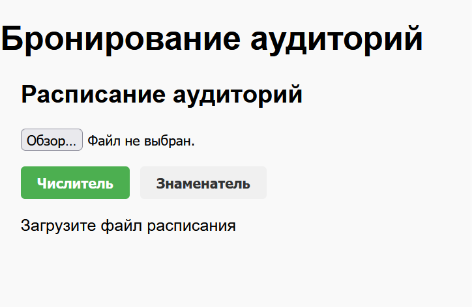 Бронирование аудиторий
Расписание аудиторий
Обзор... Файл не выбран.
Числитель Знаменатель
Загрузите файл расписания